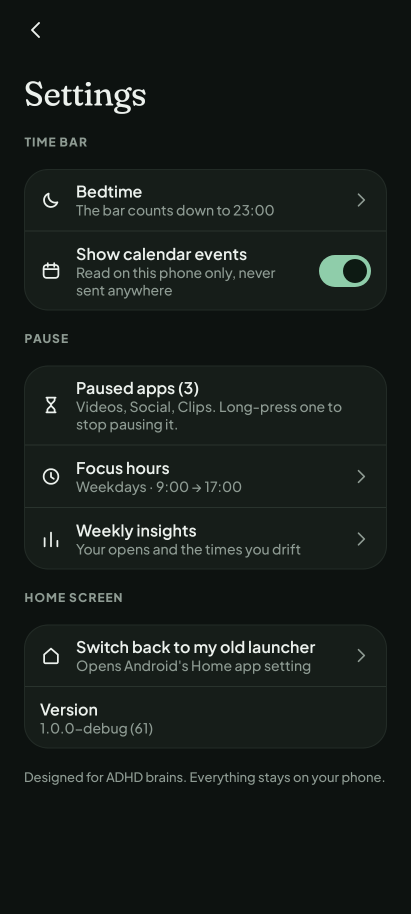 Settings
TIME BAR
Bedtime
The bar counts down to 23:00
Show calendar events
Read on this phone only, never
sent anywhere
PAUSE
Paused apps (3)
Videos, Social, Clips. Long-press one to
stop pausing it.
Focus hours
Weekdays · 9:00 → 17:00
Weekly insights
Your opens and the times you drift
HOME SCREEN
Switch back to my old launcher
Opens Android's Home app setting
Version
1.0.0-debug (61)
Designed for ADHD brains. Everything stays on your phone.